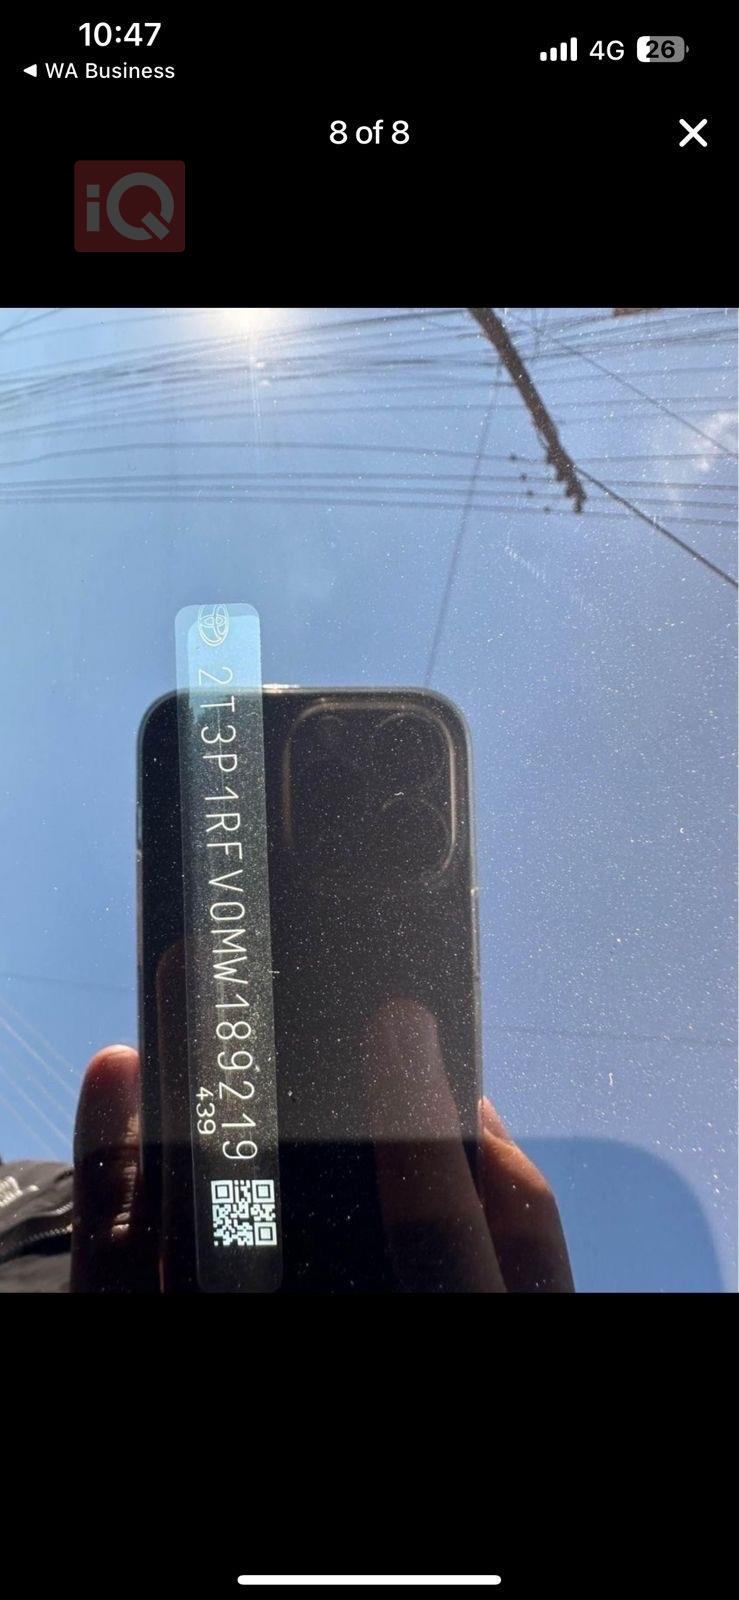 10:47
4G
26
WA Business
8 of 8
iQ
2T3P1RFV0MW189219
439